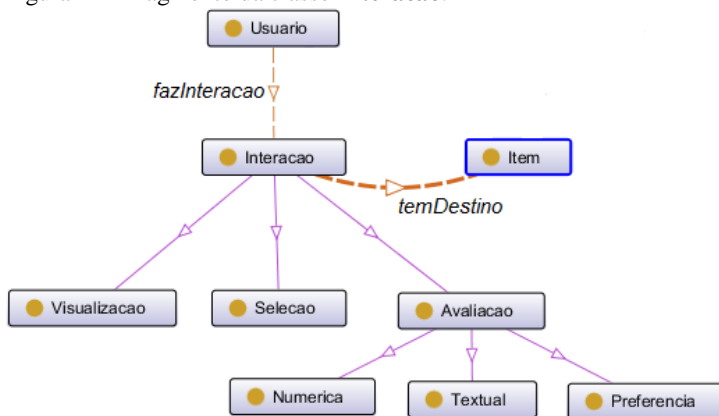 Usuario
fazInteracao
Interacao
Item
temDestino
Visualizacao
Selecao
Avaliacao
Numerica
Textual
Preferencia